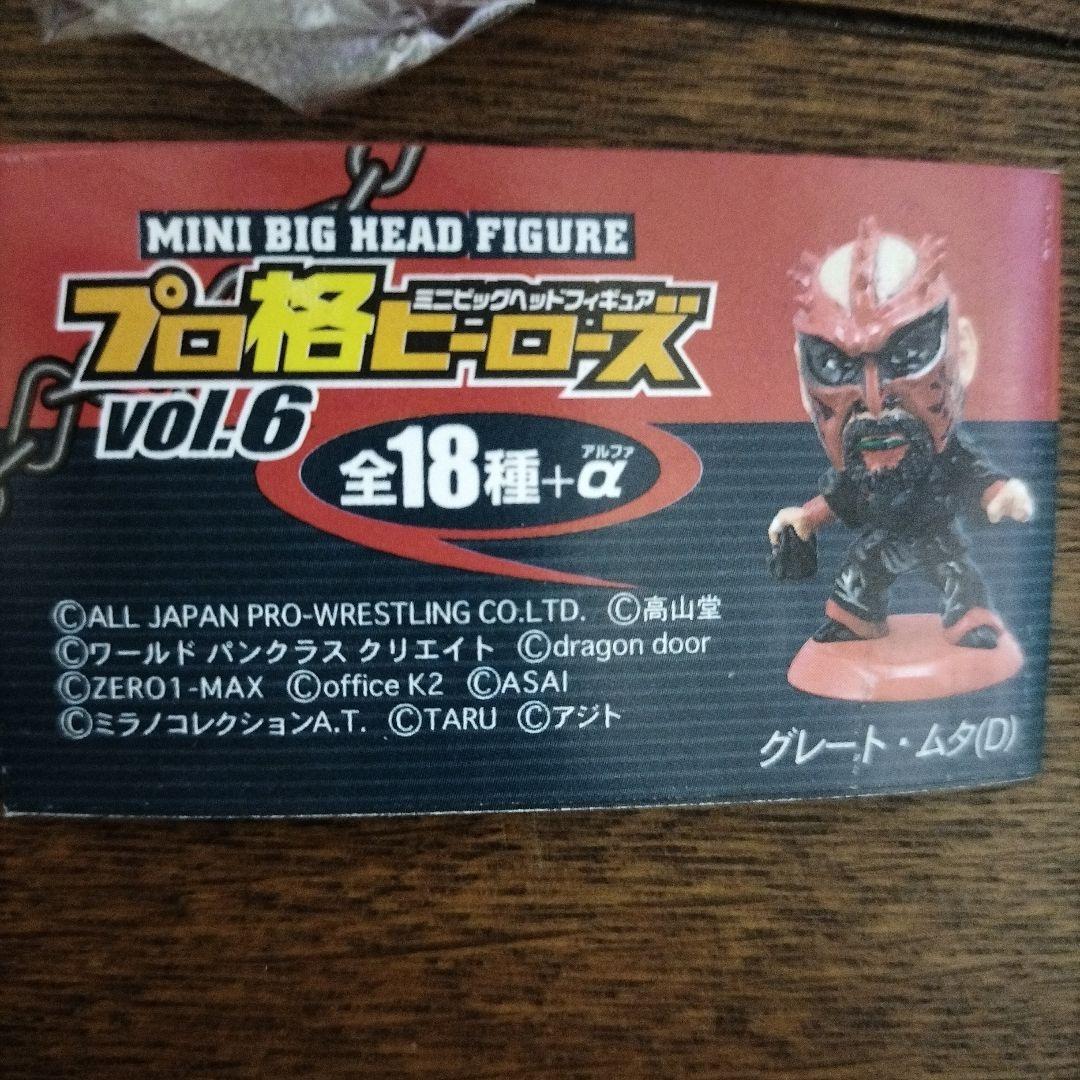 MINI BIG HEAD FIGURE
ミニビッグヘッドフィギュア
プロ格ヒーローズ
vol.6
アルファ
全18種+α
©ALL JAPAN PRO-WRESTLING CO.LTD. ©高山堂
©ワールド パンクラス クリエイト ©dragon door
©ZERO1-MAX ©office K2 ©ASAI
©ミラノコレクションA.T. ©TARU ©アジト
グレート・ムタ(D)